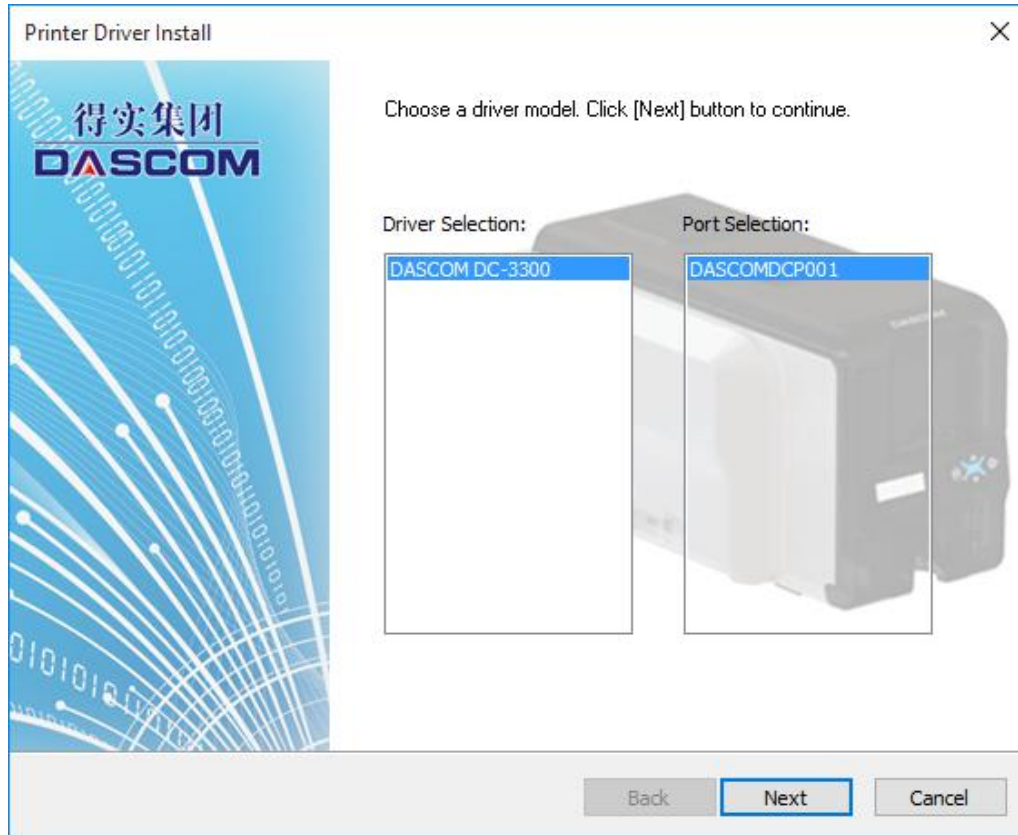 Printer Driver Install
得实集团
DASCOM
Choose a driver model. Click [Next] button to continue.
Driver Selection:
Port Selection:
DASCOM DC-3300
DASCOMDCP001
Back
Next
Cancel